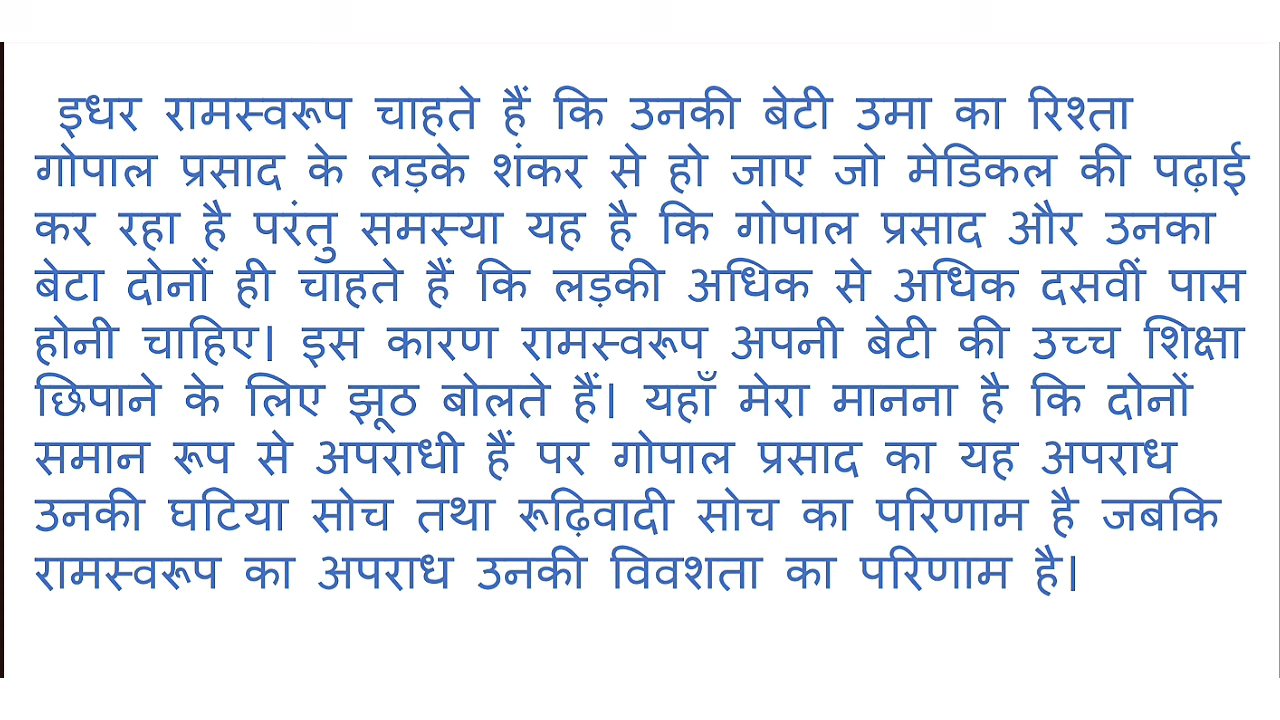 इधर रामस्वरूप चाहते हैं कि उनकी बेटी उमा का रिश्ता
गोपाल प्रसाद के लड़के शंकर से हो जाए जो मेडिकल की पढ़ाई
कर रहा है परंतु समस्या यह है कि गोपाल प्रसाद और उनका
बेटा दोनों ही चाहते हैं कि लड़की अधिक से अधिक दसवीं पास
होनी चाहिए। इस कारण रामस्वरूप अपनी बेटी की उच्च शिक्षा
छिपाने के लिए झूठ बोलते हैं। यहाँ मेरा मानना है कि दोनों
समान रूप से अपराधी हैं पर गोपाल प्रसाद का यह अपराध
उनकी घटिया सोच तथा रूढ़िवादी सोच का परिणाम है जबकि
रामस्वरूप का अपराध उनकी विवशता का परिणाम है।